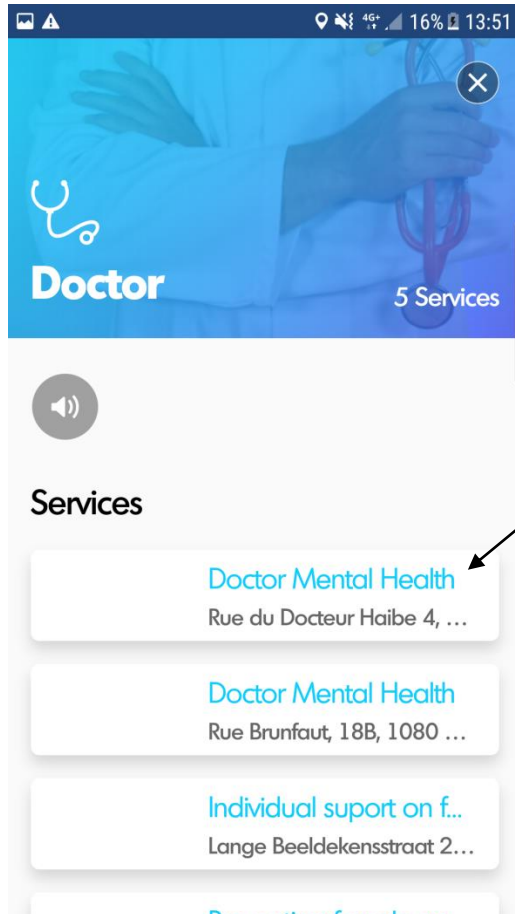 4G+ 16% 13:51
Doctor
5 Services
Services
Doctor Mental Health
Rue du Docteur Haibe 4, ...
Doctor Mental Health
Rue Brunfaut, 18B, 1080 ...
Individual suport on f...
Lange Beeldekensstraat 2...